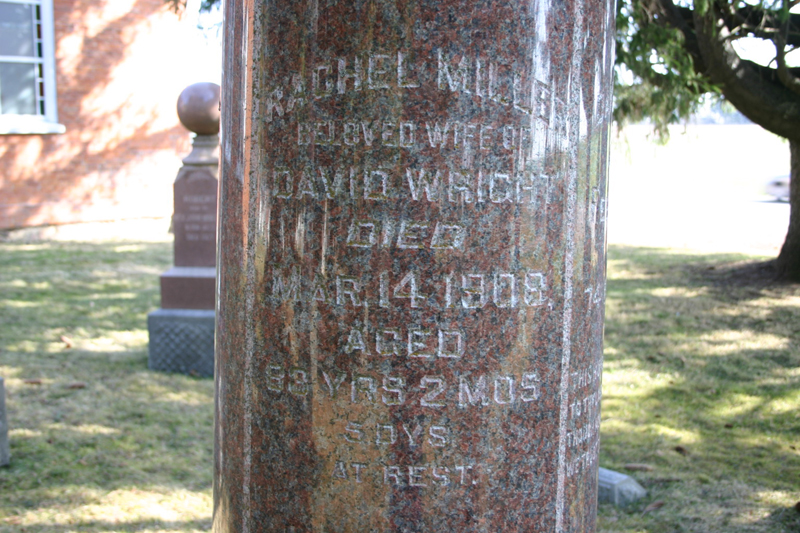 RACHEL MILLER
BELOVED WIFE OF
DAVID WRIGHT
DIED
MAR. 14 1908,
AGED
YRS 2 MOS
5 DYS
AT REST.